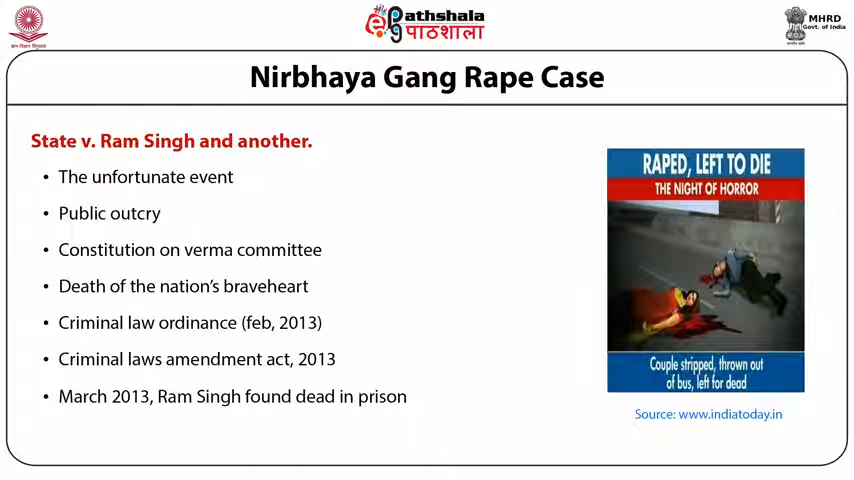 ePathshala
पाठशाला
MHRD
Govt. of India
Nirbhaya Gang Rape Case
State v. Ram Singh and another.
• The unfortunate event
• Public outcry
• Constitution on verma committee
• Death of the nation's braveheart
• Criminal law ordinance (feb, 2013)
• Criminal laws amendment act, 2013
• March 2013, Ram Singh found dead in prison
RAPED, LEFT TO DIE
THE NIGHT OF HORROR
Couple stripped, thrown out
of bus, left for dead
Source: www.indiatoday.in